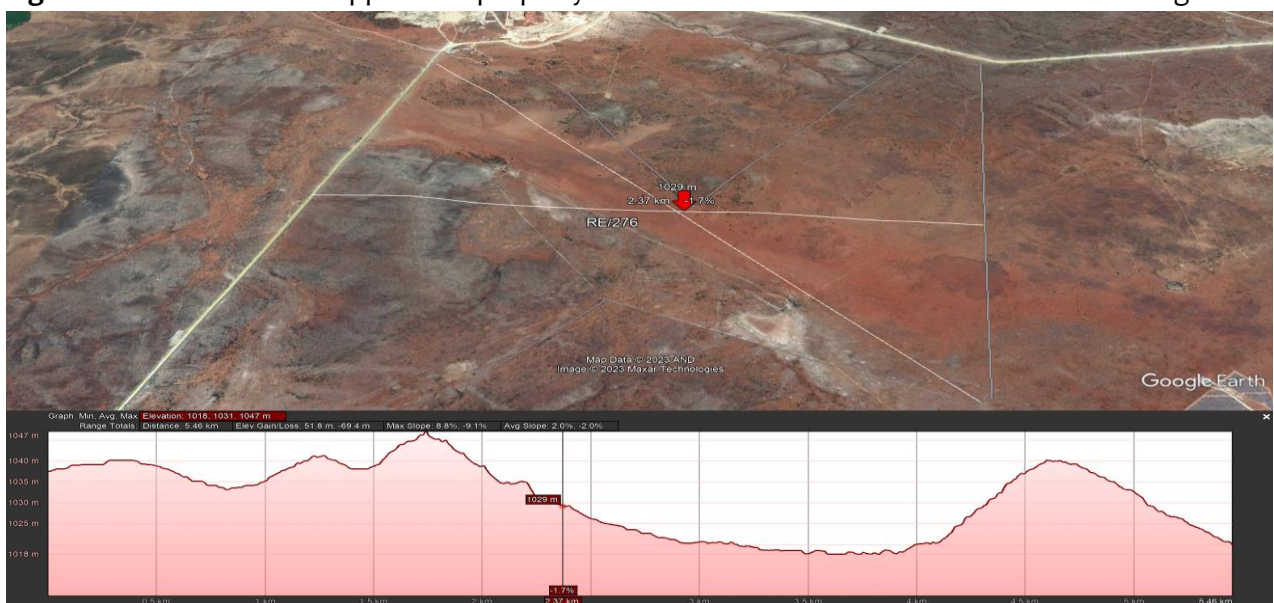 1029 m
2.37 km -1.7%
RE/276
Map Data © 2023 AND
Image © 2023 Maxar Technologies
Google Earth
Graph: Min, Avg, Max Elevation: 1018, 1031, 1047 m
Range Totals: Distance: 5.46 km Elev Gain/Loss: 51.8 m, -69.4 m Max Slope: 8.8%, -9.1% Avg Slope: 2.0%, -2.0%
1047 m
1040 m
1035 m
1030 m
1025 m
1018 m
1029 m
-1.7%
0.5 km 1 km 1.5 km 2 km 2.37 km 3 km 3.5 km 4 km 4.5 km 5 km 5.46 km